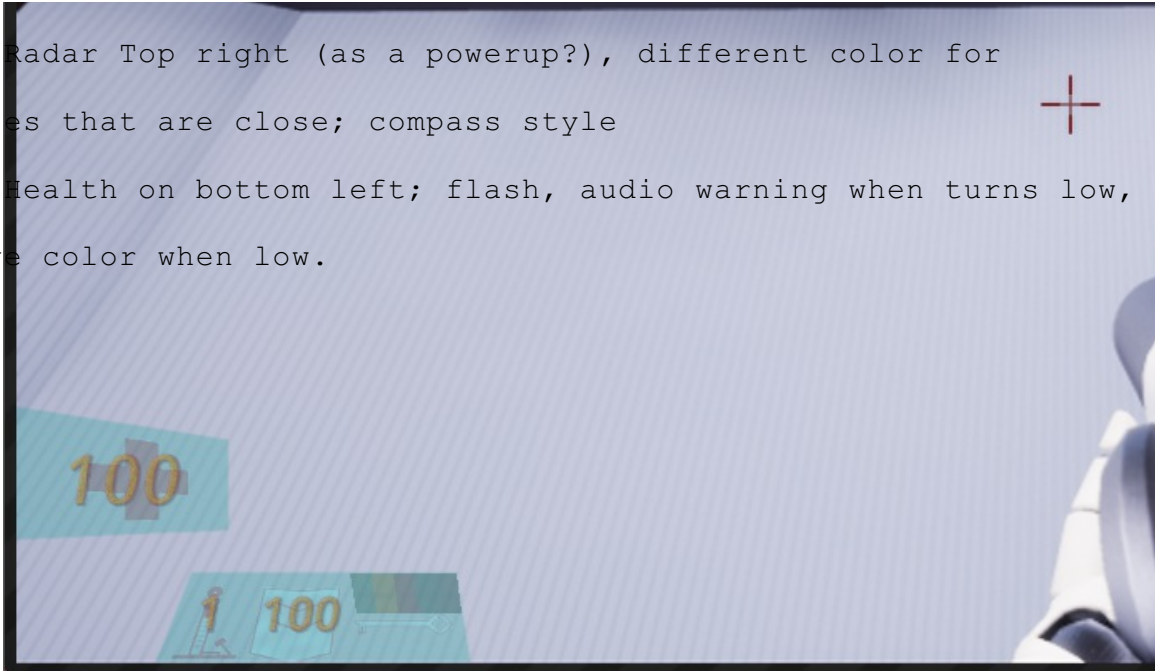 Radar Top right (as a powerup?), different color for
es that are close; compass style
Health on bottom left; flash, audio warning when turns low,
e color when low.
100
1 100